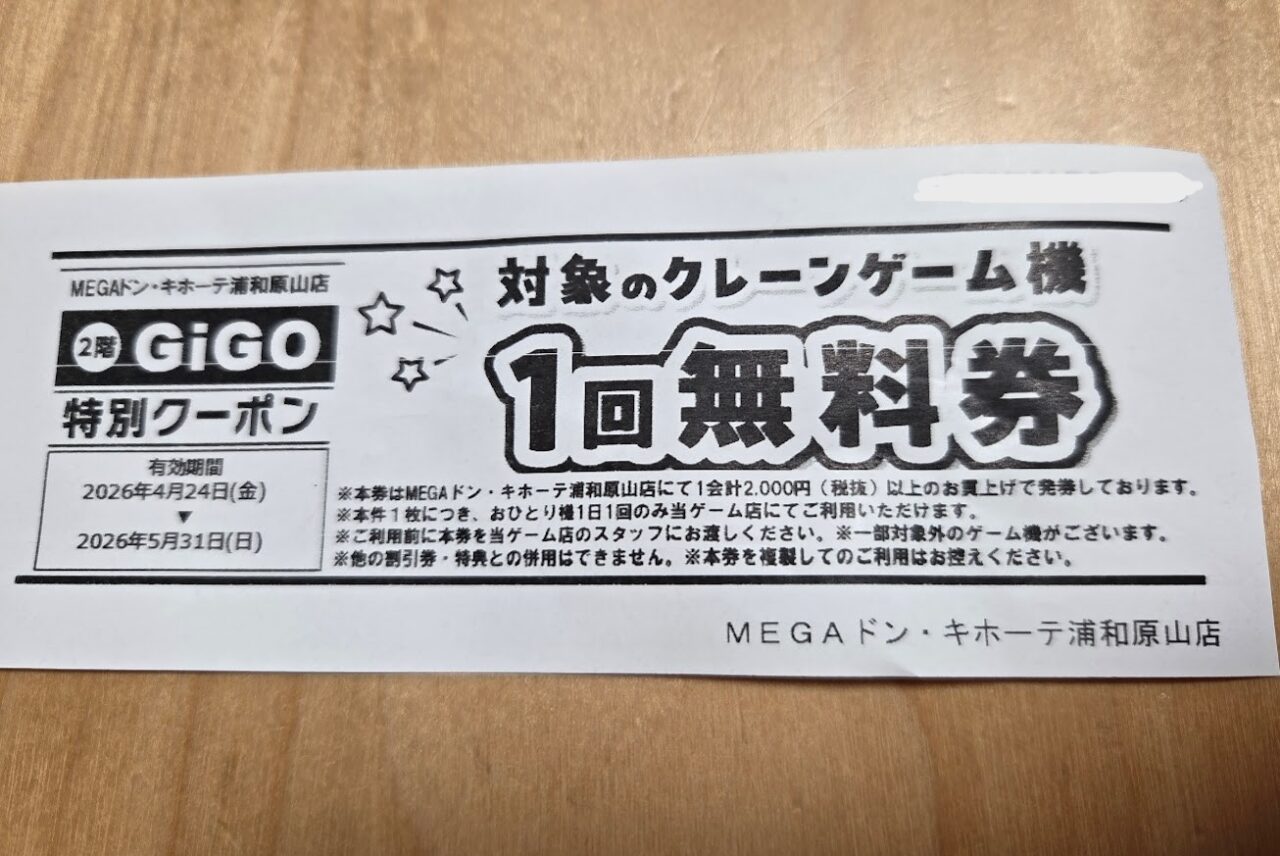 MEGAドン・キホーテ浦和原山店
2階 GiGO
特別クーポン
有効期間
2026年4月24日(金)
▼
2026年5月31日(日)
対象のクレーンゲーム機
1回無料券
※本券はMEGAドン・キホーテ浦和原山店にて1会計2,000円（税抜）以上のお買上げで発券しております。
※本件1枚につき、おひとり様1日1回のみ当ゲーム店にてご利用いただけます。
※ご利用前に本券を当ゲーム店のスタッフにお渡しください。※一部対象外のゲーム機がございます。
※他の割引券・特典との併用はできません。※本券を複製してのご利用はお控えください。
MEGAドン・キホーテ浦和原山店